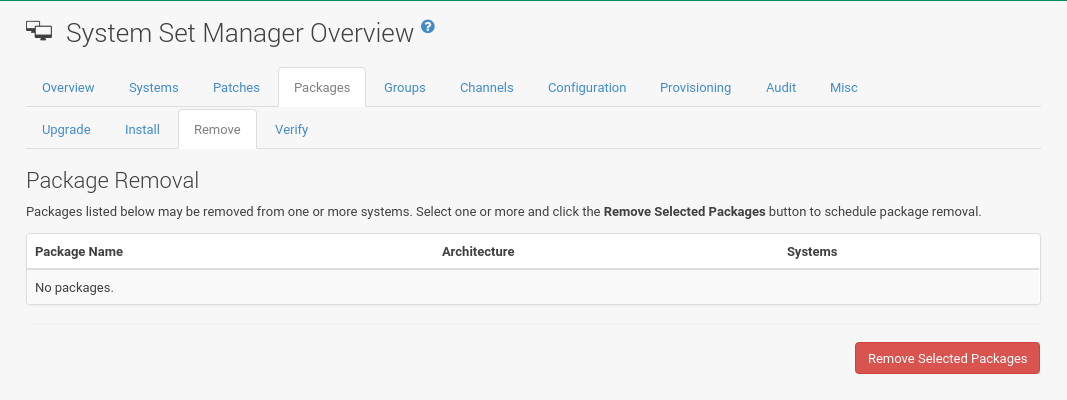 System Set Manager Overview ?
Overview Systems Patches Packages Groups Channels Configuration Provisioning Audit Misc
Upgrade Install Remove Verify
Package Removal
Packages listed below may be removed from one or more systems. Select one or more and click the Remove Selected Packages button to schedule package removal.
Package Name Architecture Systems
No packages.
Remove Selected Packages